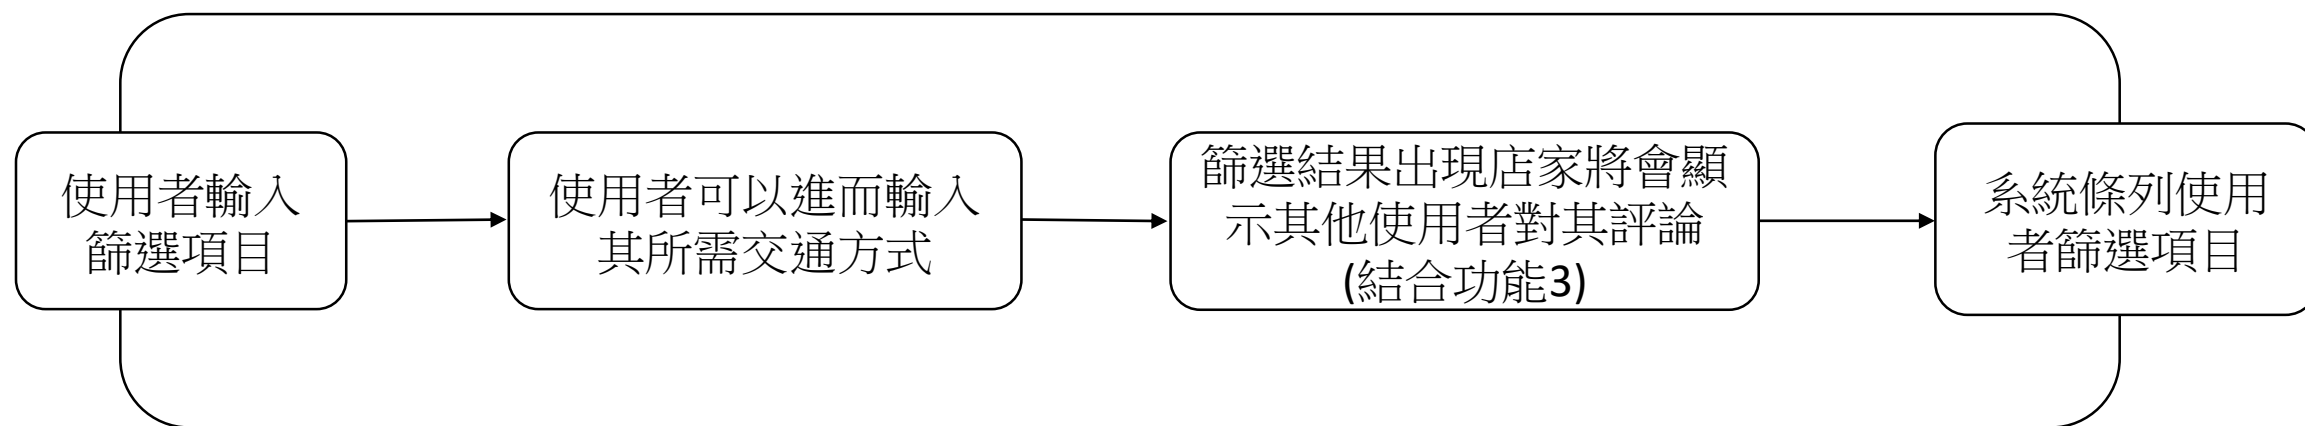 使用者輸入
篩選項目
使用者可以進而輸入
其所需交通方式
篩選結果出現店家將會顯
示其他使用者對其評論
(結合功能3)
系統條列使用
者篩選項目